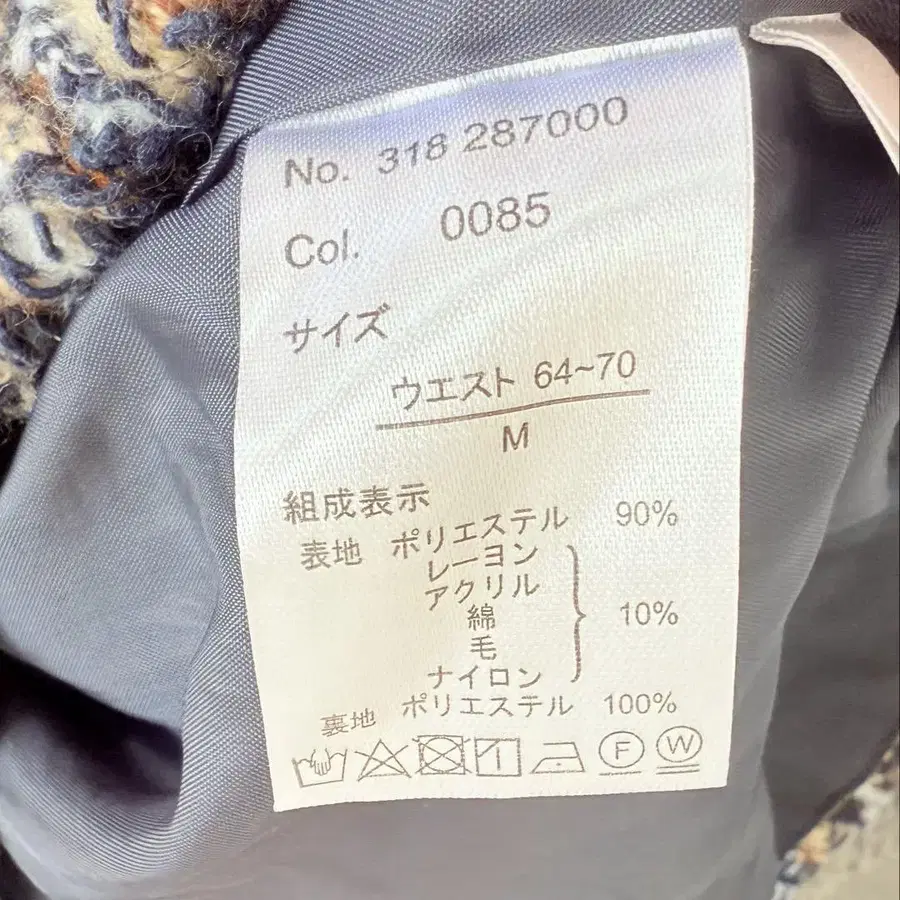 No. 318 287000
Col. 0085
サイズ
ウエスト 64~70
M
組成表示
表地 ポリエステル 90%
レーヨン
アクリル
綿 10%
毛
ナイロン
裏地 ポリエステル 100%
F W